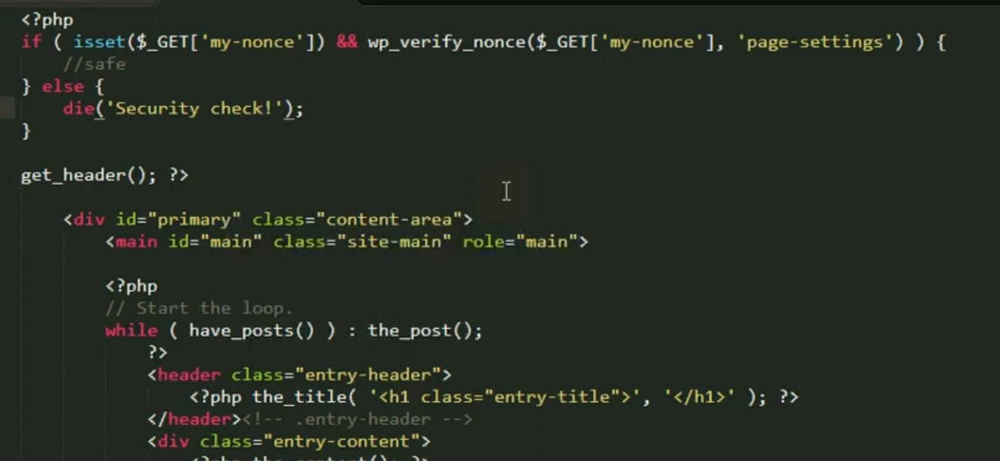 <?php
if ( isset($_GET['my-nonce']) && wp_verify_nonce($_GET['my-nonce'], 'page-settings') ) {
//safe
} else {
die('Security check!');
}
get_header(); ?>
<div id="primary" class="content-area">
<main id="main" class="site-main" role="main">
<?php
// Start the loop.
while ( have_posts() ) : the_post();
?>
<header class="entry-header">
<?php the_title( '<h1 class="entry-title">', '</h1>' ); ?>
</header><!-- .entry-header -->
<div class="entry-content">
<?php the_content(); ?>